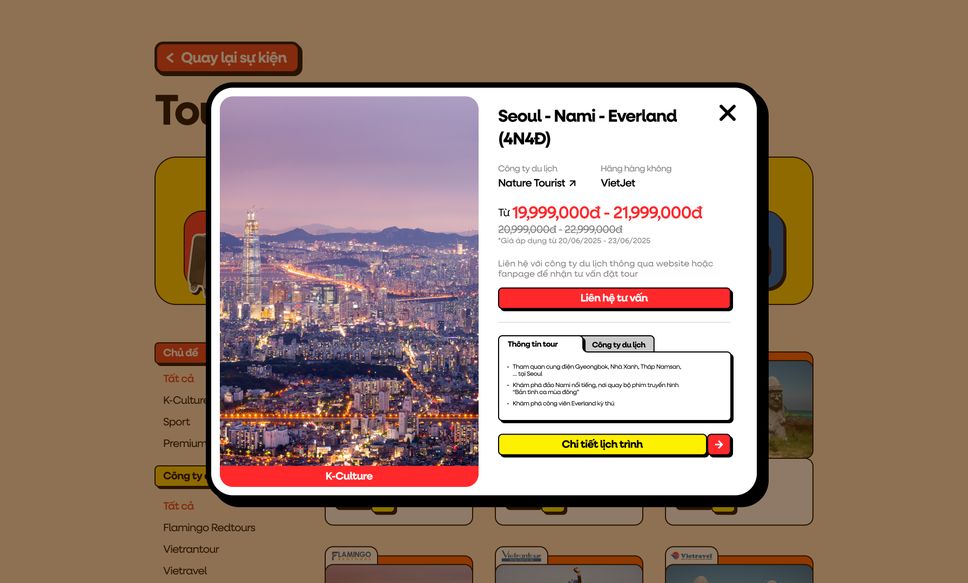 < Quay lại sự kiện
Seoul - Nami - Everland
(4N4Đ)
Công ty du lịch
Hãng hàng không
Nature Tourist ↗
VietJet
Từ 19,999,000đ - 21,999,000đ
20,999,000đ - 22,999,000đ
*Giá áp dụng từ 20/06/2025 - 23/06/2025
Liên hệ với công ty du lịch thông qua website hoặc
fanpage để nhận tư vấn đặt tour
Liên hệ tư vấn
Thông tin tour
Công ty du lịch
• Tham quan cung điện Gyeongbok, Nhà Xanh, Tháp Namsan,
... tại Seoul
• Khám phá đảo Nami nổi tiếng, nơi quay bộ phim truyền hình
"Bản tình ca mùa đông"
• Khám phá công viên Everland kỳ thú
Chi tiết lịch trình
K-Culture
Chủ đề
Tất cả
K-Culture
Sport
Premium
Công ty
Tất cả
Flamingo Redtours
Vietrantour
Vietravel
FLAMINGO
Vietrantour
Vietravel